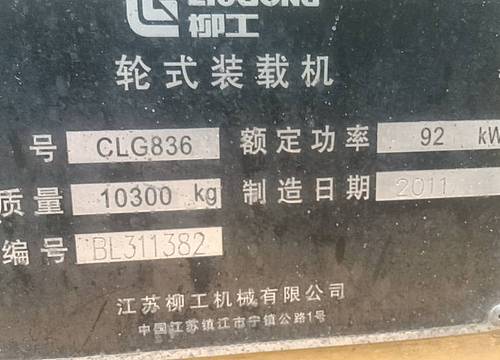 LIUGONG
柳工
轮式装载机
号 CLG836 额定功率 92 kW
质量 10300 kg 制造日期 2011
编号 BL311382
江苏柳工机械有限公司
中国江苏镇江市宁镇公路1号